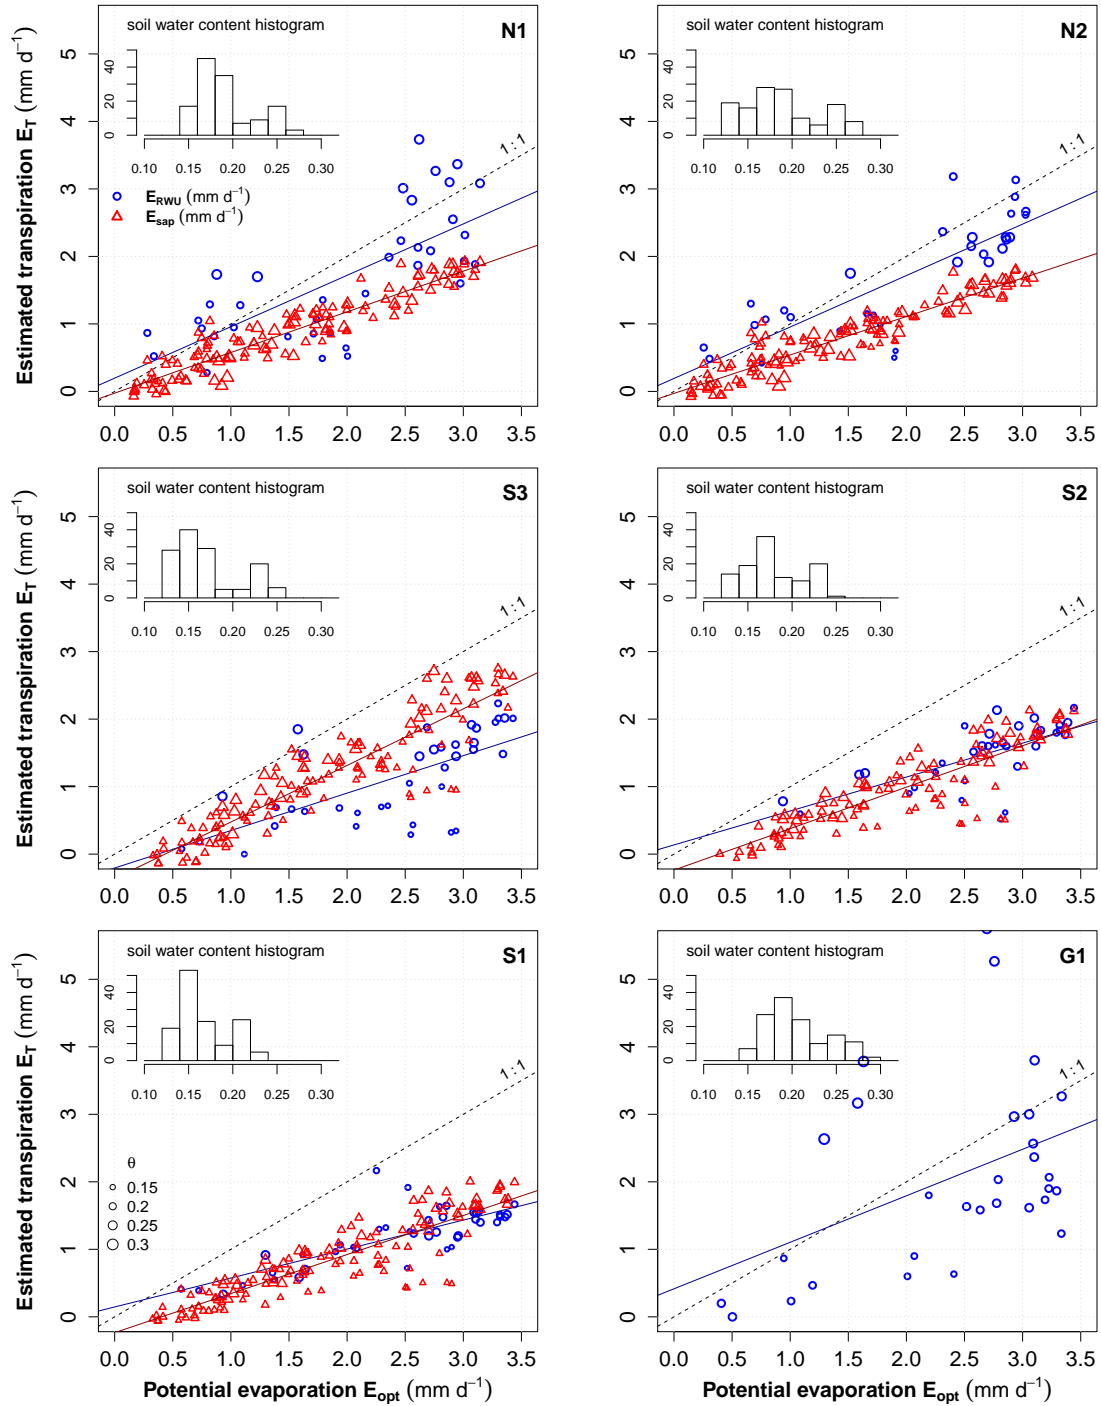 soil water content histogram
N1
40
20
0
0.10 0.15 0.20 0.25 0.30
1 : 1
E_RWU (mm d⁻¹)
E_sap (mm d⁻¹)
Estimated transpiration E_T (mm d⁻¹)
5
4
3
2
1
0
0.0 0.5 1.0 1.5 2.0 2.5 3.0 3.5
soil water content histogram
N2
40
20
0
0.10 0.15 0.20 0.25 0.30
1 : 1
5
4
3
2
1
0
0.0 0.5 1.0 1.5 2.0 2.5 3.0 3.5
soil water content histogram
S3
40
20
0
0.10 0.15 0.20 0.25 0.30
1 : 1
Estimated transpiration E_T (mm d⁻¹)
5
4
3
2
1
0
0.0 0.5 1.0 1.5 2.0 2.5 3.0 3.5
soil water content histogram
S2
40
20
0
0.10 0.15 0.20 0.25 0.30
1 : 1
5
4
3
2
1
0
0.0 0.5 1.0 1.5 2.0 2.5 3.0 3.5
soil water content histogram
S1
40
20
0
0.10 0.15 0.20 0.25 0.30
1 : 1
θ
0.15
0.2
0.25
0.3
Estimated transpiration E_T (mm d⁻¹)
5
4
3
2
1
0
0.0 0.5 1.0 1.5 2.0 2.5 3.0 3.5
Potential evaporation E_opt (mm d⁻¹)
soil water content histogram
G1
40
20
0
0.10 0.15 0.20 0.25 0.30
1 : 1
5
4
3
2
1
0
0.0 0.5 1.0 1.5 2.0 2.5 3.0 3.5
Potential evaporation E_opt (mm d⁻¹)